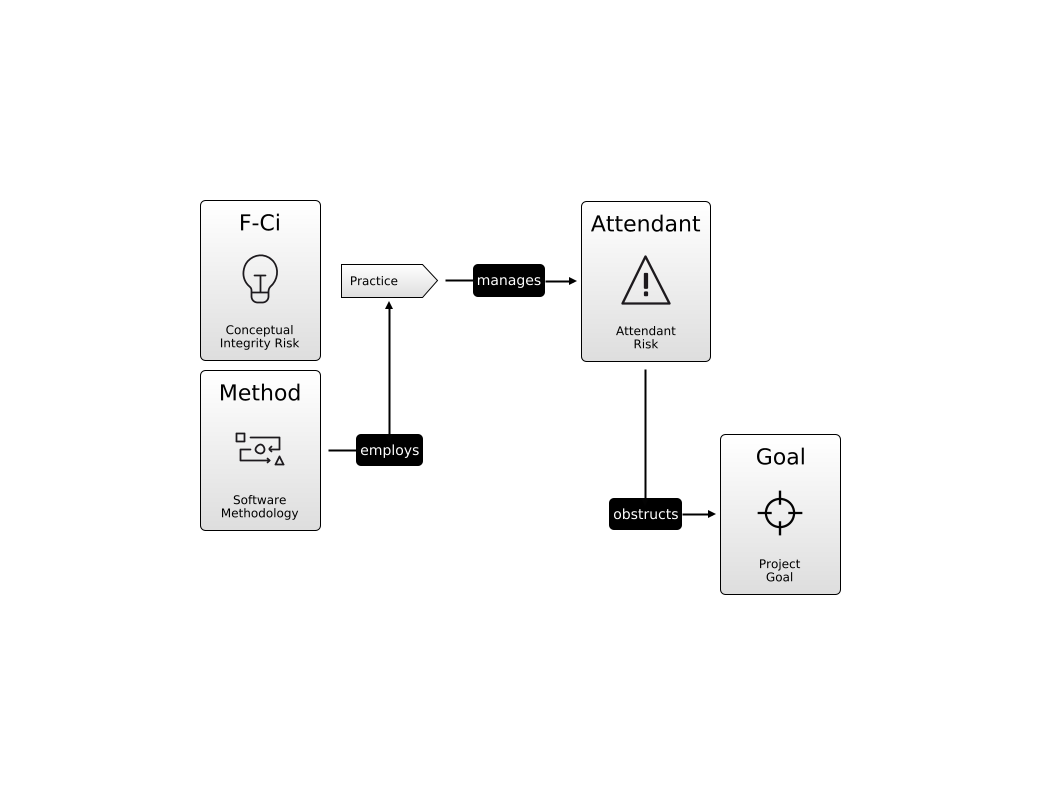 F-Ci
Conceptual
Integrity Risk
Practice
manages
Attendant
Attendant
Risk
Method
Software
Methodology
employs
obstructs
Goal
Project
Goal